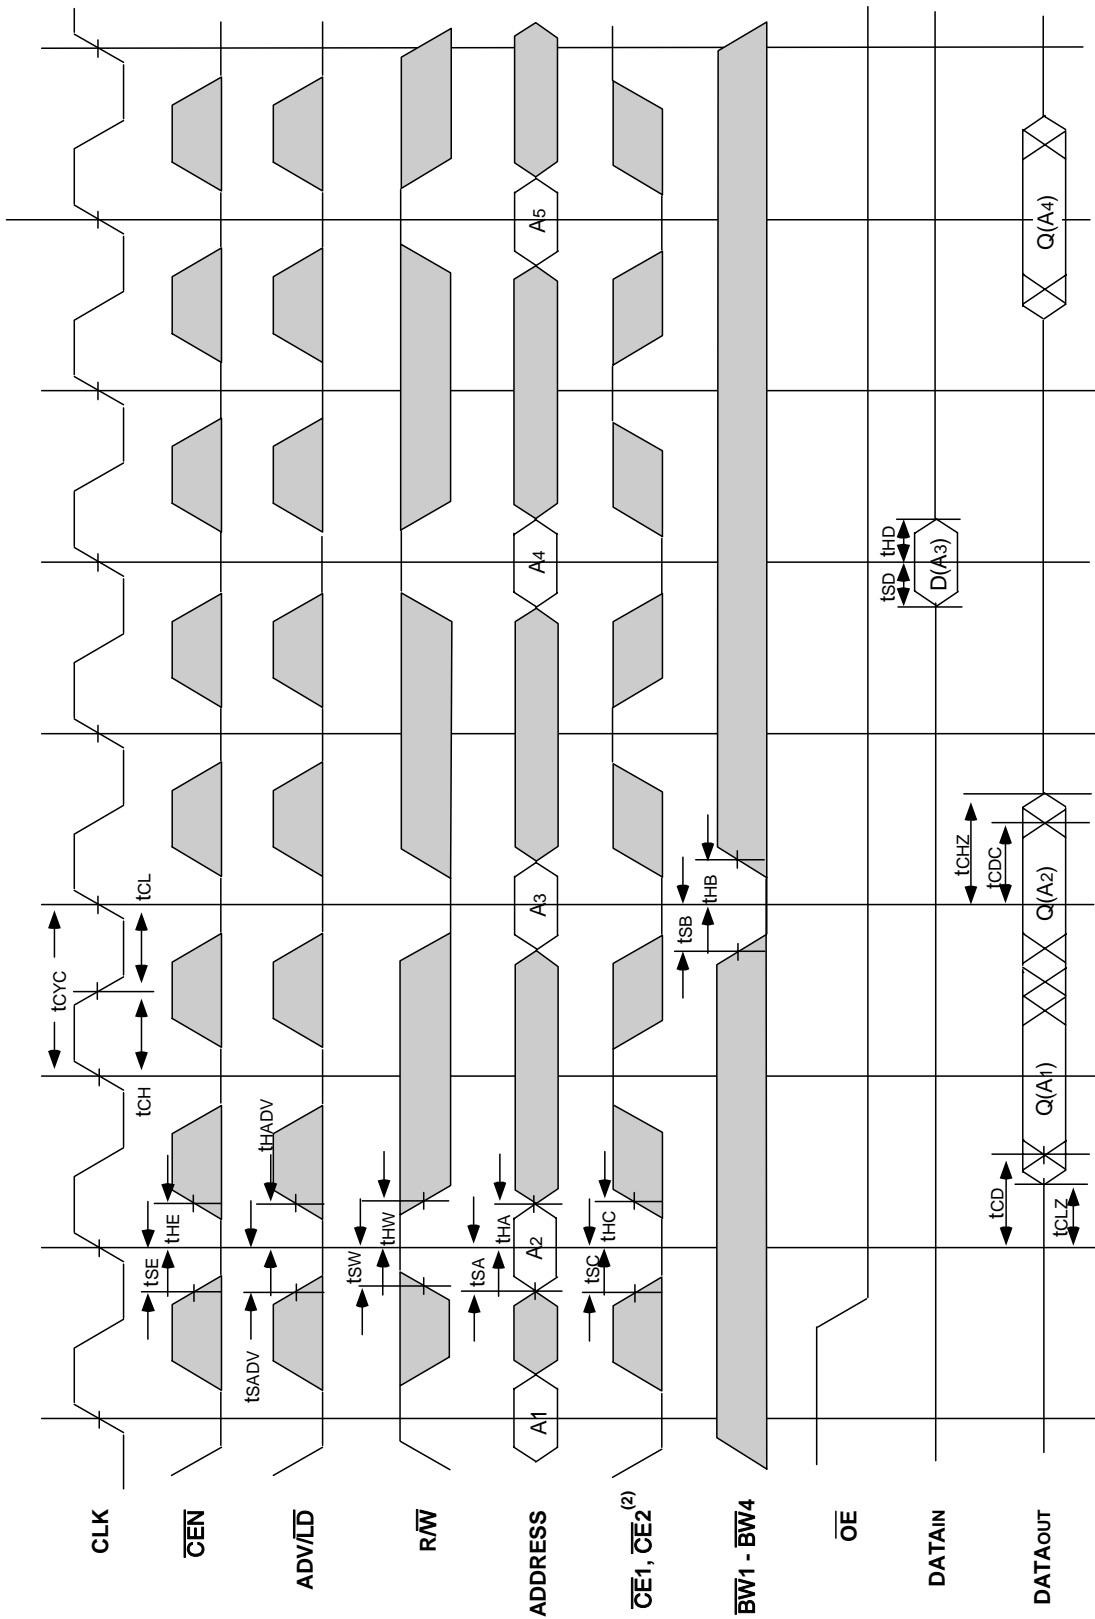 CLK
tCYC
tCH
tCL
CEN
tSE
tHE
ADV/LD
tSADV
tHADV
R/W
tSW
tHW
ADDRESS
A1
A2
A3
A4
A5
tSA
tHA
CE1, CE2(2)
tSC
tHC
BW1 - BW4
tSB
tHB
OE
DATAIN
D(A3)
tSD
tHD
DATAOUT
tCD
tCLZ
Q(A1)
Q(A2)
tCHZ
tCDC
Q(A4)